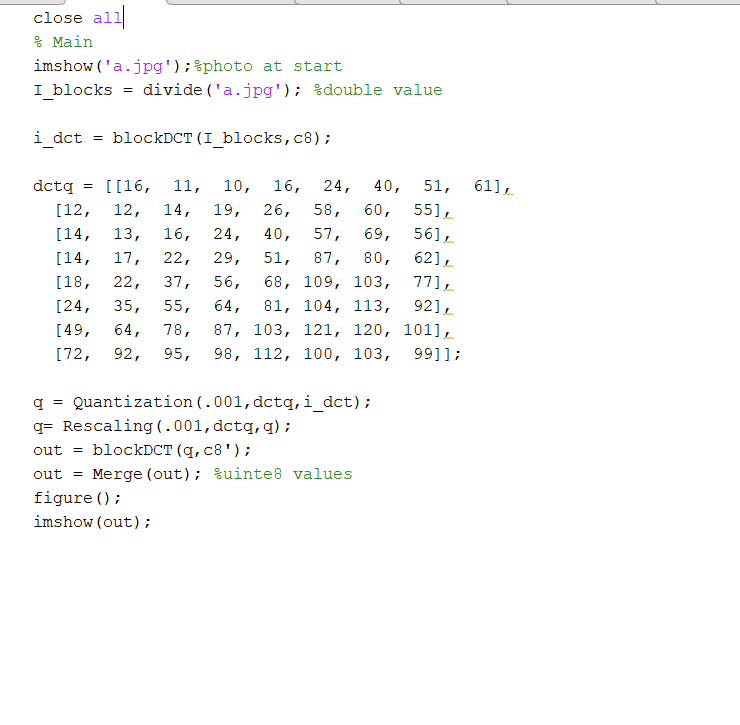 close all
% Main
imshow('a.jpg');%photo at start
I_blocks = divide('a.jpg'); %double value
i_dct = blockDCT(I_blocks,c8);
dctq = [[16, 11, 10, 16, 24, 40, 51, 61],
[12, 12, 14, 19, 26, 58, 60, 55],
[14, 13, 16, 24, 40, 57, 69, 56],
[14, 17, 22, 29, 51, 87, 80, 62],
[18, 22, 37, 56, 68, 109, 103, 77],
[24, 35, 55, 64, 81, 104, 113, 92],
[49, 64, 78, 87, 103, 121, 120, 101],
[72, 92, 95, 98, 112, 100, 103, 99]];
q = Quantization(.001,dctq,i_dct);
q= Rescaling(.001,dctq,q);
out = blockDCT(q,c8');
out = Merge(out); %uinte8 values
figure();
imshow(out);